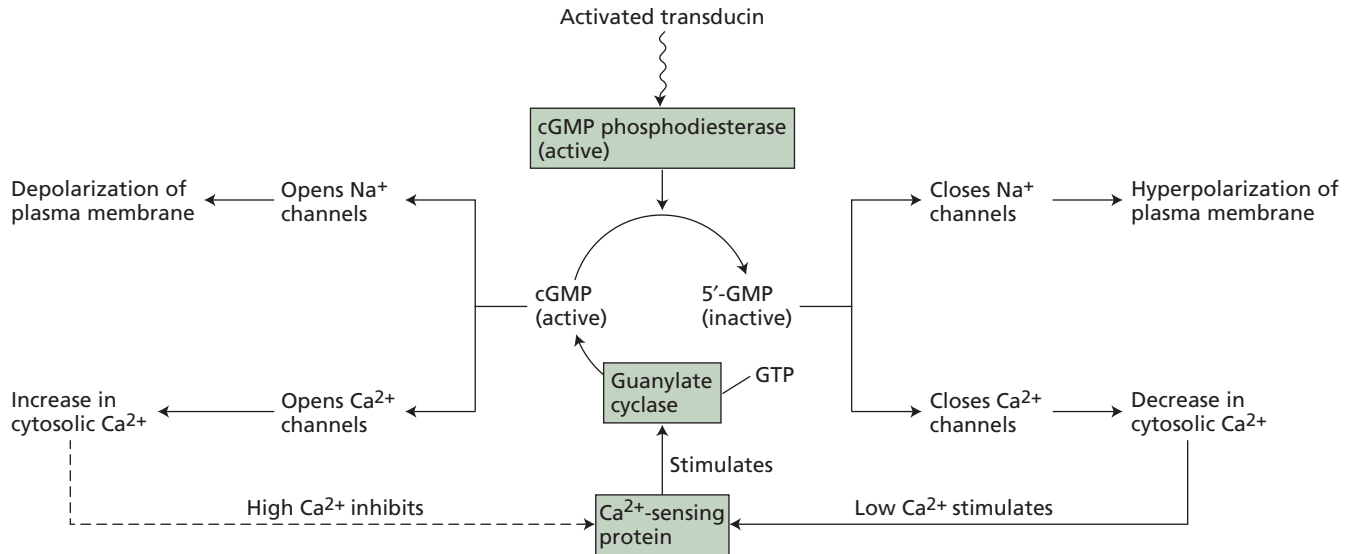 Activated transducin
cGMP phosphodiesterase
(active)
Depolarization of
plasma membrane
Opens Na⁺
channels
Closes Na⁺
channels
Hyperpolarization of
plasma membrane
cGMP
(active)
5′-GMP
(inactive)
Guanylate
cyclase
GTP
Increase in
cytosolic Ca²⁺
Opens Ca²⁺
channels
Closes Ca²⁺
channels
Decrease in
cytosolic Ca²⁺
Stimulates
High Ca²⁺ inhibits
Ca²⁺-sensing
protein
Low Ca²⁺ stimulates